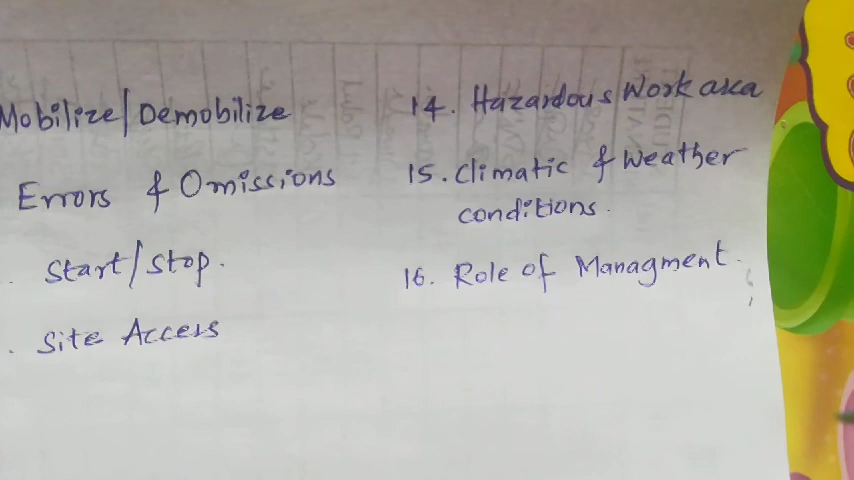 Mobilize/Demobilize
Errors & Omissions
Start/Stop.
Site Access
14. Hazardous Work area
15. Climatic & Weather
conditions.
16. Role of Managment.